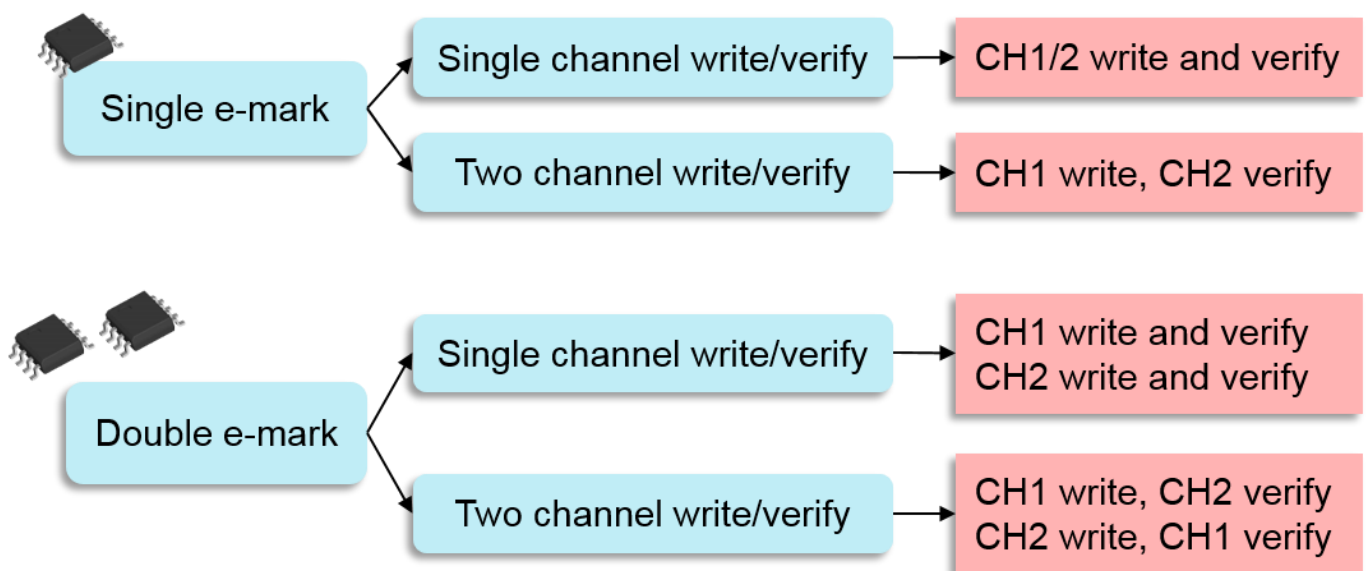 Single e-mark
Single channel write/verify
CH1/2 write and verify
Two channel write/verify
CH1 write, CH2 verify
Double e-mark
Single channel write/verify
CH1 write and verify
CH2 write and verify
Two channel write/verify
CH1 write, CH2 verify
CH2 write, CH1 verify